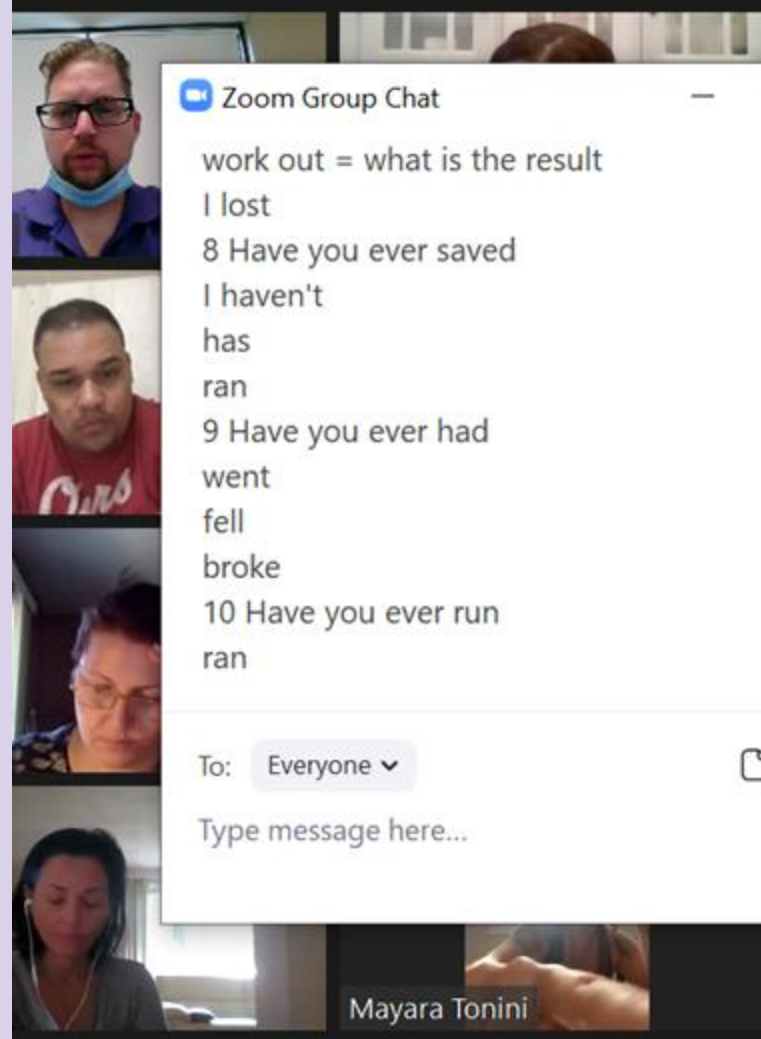 Zoom Group Chat
work out = what is the result
I lost
8 Have you ever saved
I haven't
has
ran
9 Have you ever had
went
fell
broke
10 Have you ever run
ran
To: Everyone
Type message here...
Ours
Mayara Tonini